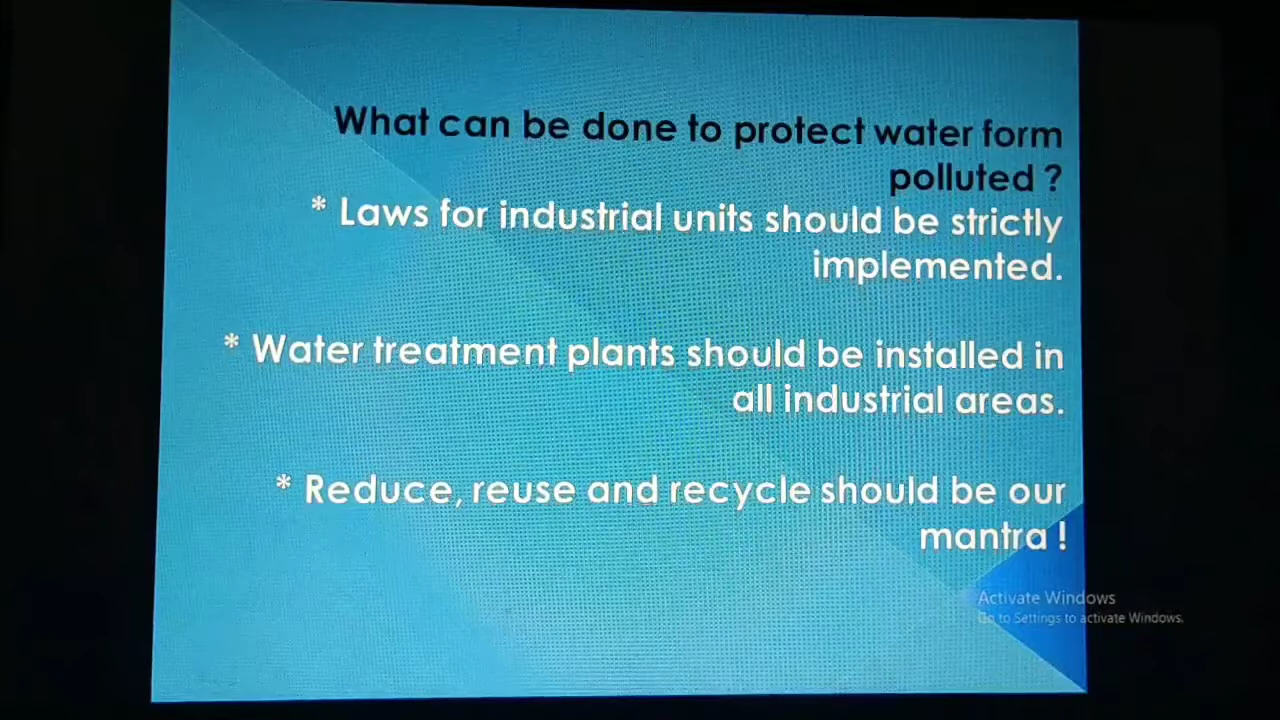 What can be done to protect water form
polluted ?
* Laws for industrial units should be strictly
implemented.
* Water treatment plants should be installed in
all industrial areas.
* Reduce, reuse and recycle should be our
mantra !
Activate Windows
Go to Settings to activate Windows.